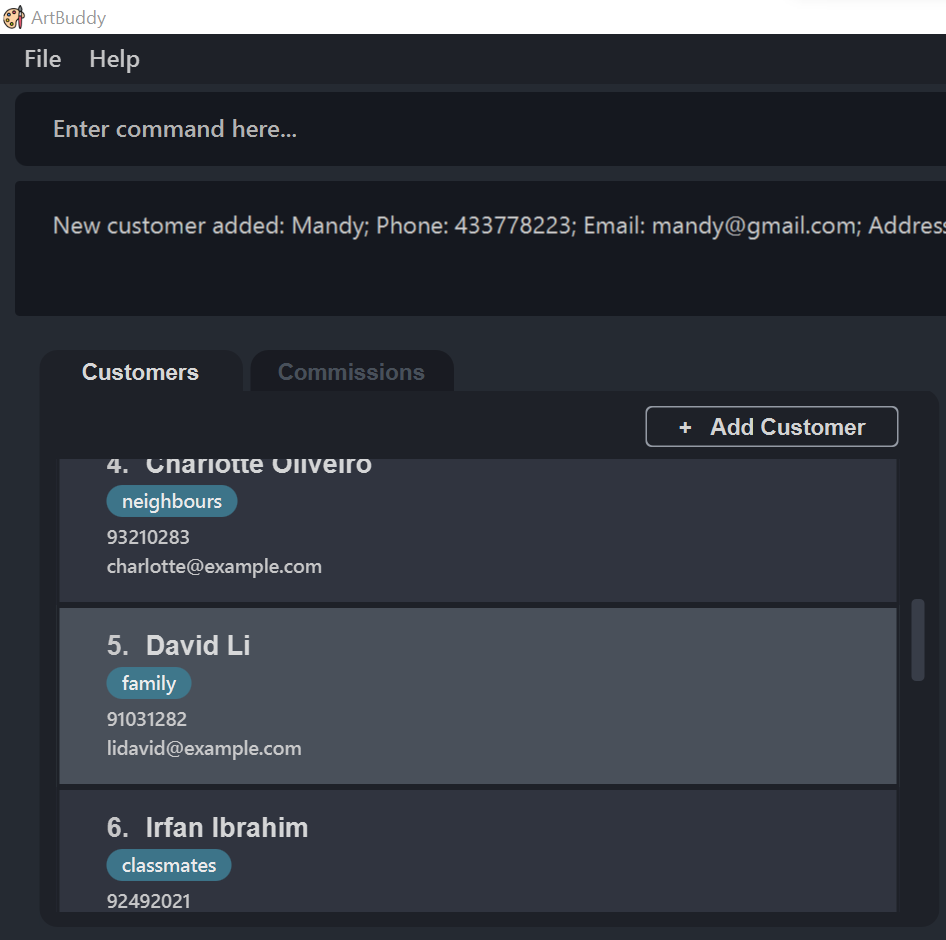 ArtBuddy
File Help
Enter command here...
New customer added: Mandy; Phone: 433778223; Email: mandy@gmail.com; Address
Customers Commissions
+ Add Customer
4. Charlotte Oliveiro
neighbours
93210283
charlotte@example.com
5. David Li
family
91031282
lidavid@example.com
6. Irfan Ibrahim
classmates
92492021